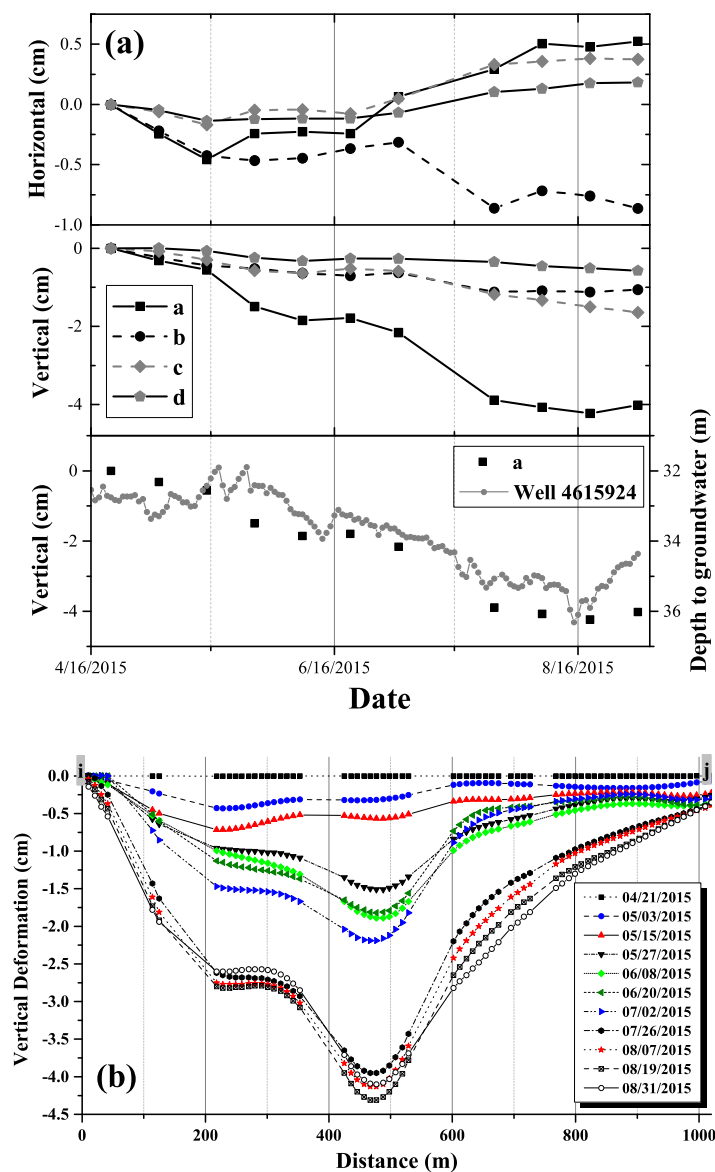 (a)
Horizontal (cm)
0.5
0.0
-0.5
-1.0
Vertical (cm)
0
-2
-4
a
b
c
d
Vertical (cm)
0
-2
-4
a
Well 4615924
32
33
34
35
36
Depth to groundwater (m)
4/16/2015 6/16/2015 8/16/2015
Date
i j
Vertical Deformation (cm)
0.0
-0.5
-1.0
-1.5
-2.0
-2.5
-3.0
-3.5
-4.0
-4.5
(b)
04/21/2015
05/03/2015
05/15/2015
05/27/2015
06/08/2015
06/20/2015
07/02/2015
07/26/2015
08/07/2015
08/19/2015
08/31/2015
0 200 400 600 800 1000
Distance (m)